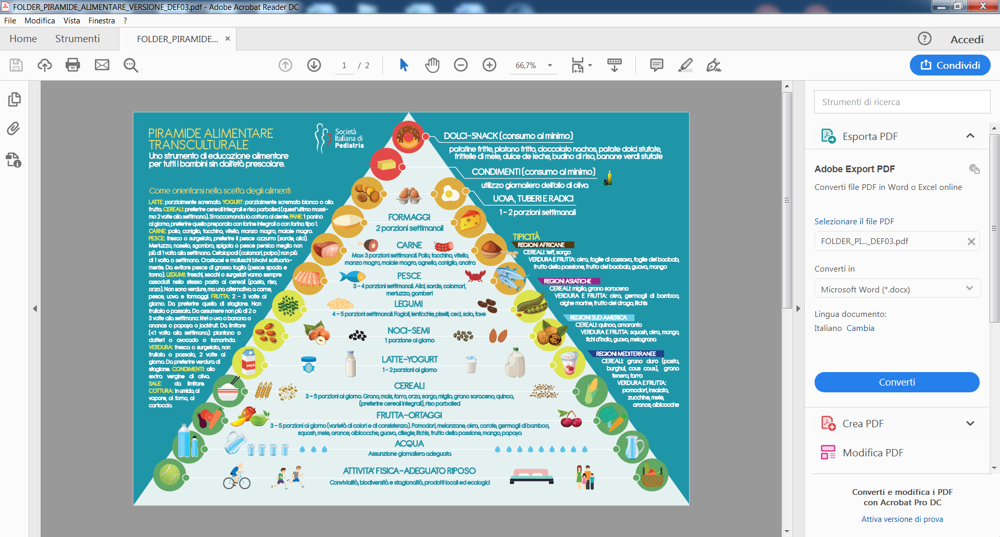 FOLDER_PIRAMIDE_ALIMENTARE_VERSIONE_DEF03.pdf - Adobe Acrobat Reader DC
File Modifica Vista Finestra ?
Home Strumenti FOLDER_PIRAMIDE... × Accedi
1 / 2 66,7% Condividi
PIRAMIDE ALIMENTARE
TRANSCULTURALE
Uno strumento di educazione alimentare
per tutti i bambini sin dall'età prescolare.
Società
Italiana di
Pediatria
Come orientarsi nella scelta degli alimenti
LATTE: parzialmente scremato. YOGURT: parzialmente scremato bianco o alla
frutta. CEREALI: preferire cereali integrali e riso parboiled (quest'ultimo massi-
mo 2 volte alla settimana). Si raccomanda la cottura al dente. PANE: 1 panino
al giorno, preferire quello preparato con farine integrali o con farina tipo 1.
CARNE: pollo, coniglio, tacchino, vitello, manzo magro, maiale magro.
PESCE: fresco o surgelato, preferire il pesce azzurro (sarde, alici).
Merluzzo, nasello, sgombro, spigola o pesce persico meglio non
più di 1 volta alla settimana. Cefalopodi (calamari, polpo) non più
di 1 volta a settimana. Crostacei e molluschi bivalvi saltuaria-
mente. Da evitare pesce di grossa taglia (pesce spada e
tonno). LEGUMI: freschi, secchi o surgelati vanno sempre
associati nello stesso pasto ai cereali (pasta, riso,
orzo). Non sono verdure, ma una alternativa a carne,
pesce, uova e formaggi. FRUTTA: 2 - 3 volte al
giorno. Da preferire quella di stagione. Non
frullata o passata. Da assumere non più di 2 o
3 volte alla settimana: kiwi o uva o banana o
ananas o papaya o jackfruit. Da limitare
(<1 volta alla settimana): plantano o
datteri o avocado o tamarindo.
VERDURA: fresca o surgelata, non
frullata o passata, 2 volte al
giorno. Da preferire verdura di
stagione. CONDIMENTI: olio
extra vergine di oliva.
SALE: da limitare.
COTTURA: in umido, al
vapore, al forno, al
cartoccio.
DOLCI-SNACK (consumo al minimo)
patatine fritte, platano fritto, cioccolato nachos, patate dolci stufate,
frittelle di mele, dulce de leche, budino di riso, banane verdi stufate
CONDIMENTI (consumo al minimo)
utilizzo giornaliero dell'olio di oliva
UOVA, TUBERI E RADICI
1 - 2 porzioni settimanali
FORMAGGI
2 porzioni settimanali
CARNE
Max 3 porzioni settimanali. Pollo, tacchino, vitello,
manzo magro, maiale magro, agnello, coniglio, anatra
PESCE
3 - 4 porzioni settimanali. Alici, sarde, calamari,
merluzzo, gamberi
LEGUMI
4 - 5 porzioni settimanali. Fagioli, lenticchie, piselli, ceci, soia, fave
NOCI-SEMI
1 porzione al giorno
MILK
LATTE-YOGURT
1 - 2 porzioni al giorno
CEREALI
3 - 5 porzioni al giorno. Grano, mais, farro, orzo, sorgo, miglio, grano saraceno, quinoa,
(preferire cereali integrali), riso parboiled
FRUTTA-ORTAGGI
3 - 5 porzioni al giorno (varietà di colori e di consistenza). Pomodori, melanzane, okra, carote, germogli di bamboo,
squash, mele, arance, albicocche, guava, ciliegie, litchis, frutto della passione, mango, papaya
ACQUA
Assunzione giornaliera adeguata
ATTIVITA' FISICA-ADEGUATO RIPOSO
Convivialità, biodiversità e stagionalità, prodotti locali ed ecologici
TIPICITÀ
REGIONI AFRICANE
CEREALI: teff, sorgo
VERDURA E FRUTTA: okra, foglie di cassava, foglie del baobab,
frutto della passione, frutto del baobab, guava, mango
REGIONI ASIATICHE
CEREALI: miglio, grano saraceno
VERDURA E FRUTTA: okra, germogli di bamboo,
alghe marine, frutto del drago, litchis
REGIONI SUD AMERICA
CEREALI: quinoa, amaranto
VERDURA E FRUTTA: squash, okra, mango,
fichi d'india, guava, melograna
REGIONI MEDITERRANEE
CEREALI: grano duro (pasta,
burghul, cous cous), grano
tenero, farro
VERDURA E FRUTTA:
pomodori, insalata,
zucchine, mele,
arance, albicocche
Strumenti di ricerca
Esporta PDF
Adobe Export PDF
Converti file PDF in Word o Excel online
Selezionare il file PDF
FOLDER_PI..._DEF03.pdf
Converti in
Microsoft Word (*.docx)
Lingua documento:
Italiano Cambia
Converti
Crea PDF
Modifica PDF
Converti e modifica i PDF
con Acrobat Pro DC
Attiva versione di prova